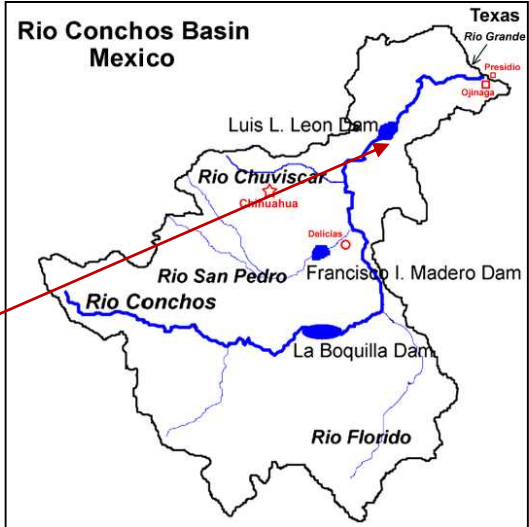 Rio Conchos Basin
Mexico
Texas
Rio Grande
Presidio
Ojinaga
Luis L. Leon Dam
Rio Chuviscar
Chihuahua
Delicias
Rio San Pedro
Francisco I. Madero Dam
Rio Conchos
La Boquilla Dam
Rio Florido